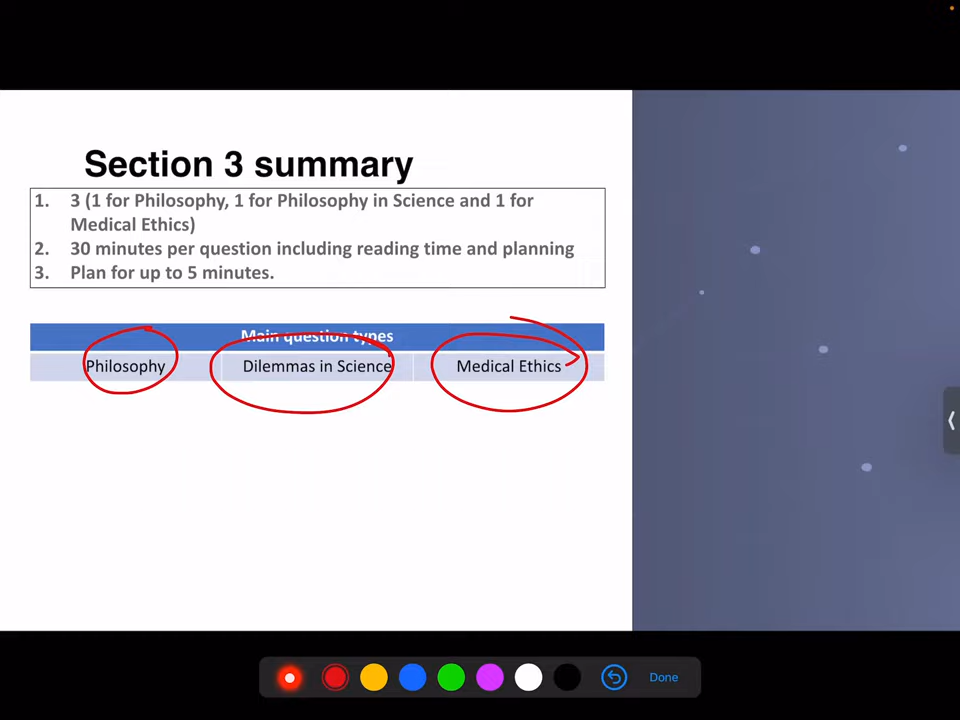 Section 3 summary
1. 3 (1 for Philosophy, 1 for Philosophy in Science and 1 for
Medical Ethics)
2. 30 minutes per question including reading time and planning
3. Plan for up to 5 minutes.
Main question types
Philosophy Dilemmas in Science Medical Ethics
Done